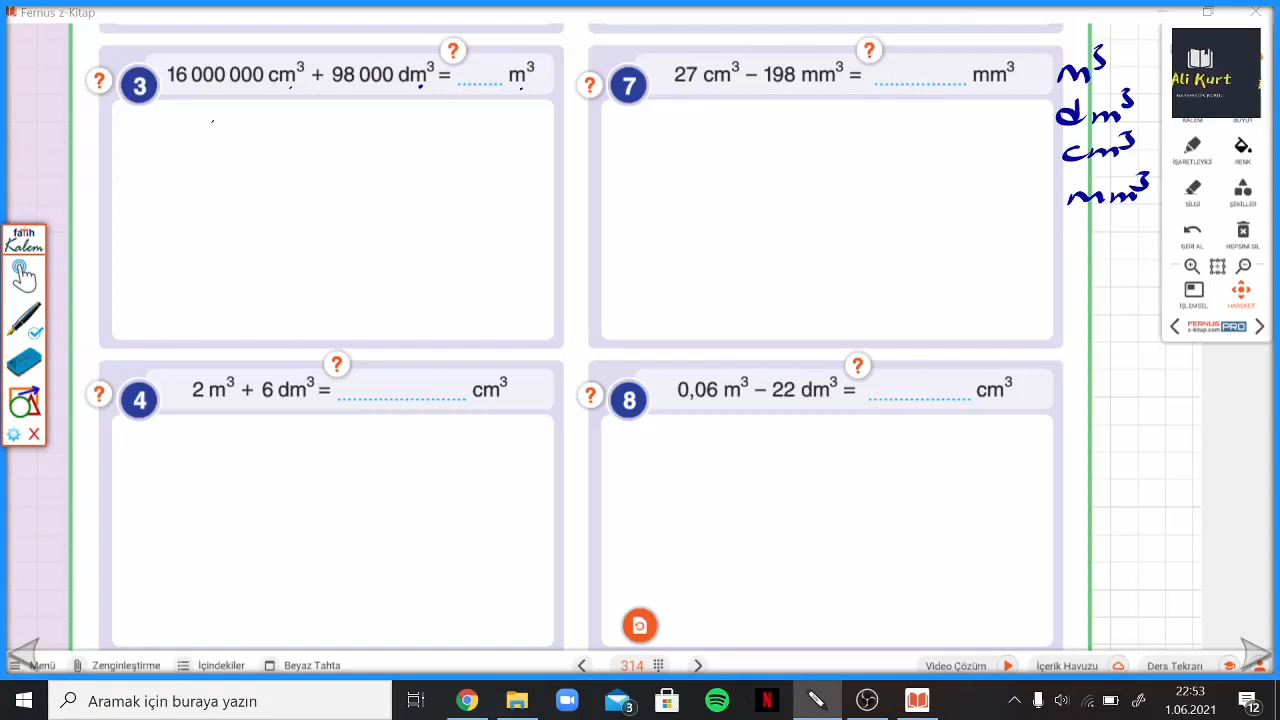 Fernus z-Kitap
3 16 000 000 cm³ + 98 000 dm³ = ........ m³
7 27 cm³ – 198 mm³ = ................ mm³
m³
dm³
cm³
mm³
Ali Kurt
KALEM
BÜYÜT
İŞARETLEYİCİ
RENK
SİLGİ
ŞEKİLLER
GERİ AL
HEPSİNİ SİL
İŞLEMSEL
HAREKET
FERNUS
z-kitap.com PRO
fatih
Kalem
4 2 m³ + 6 dm³ = ...................... cm³
8 0,06 m³ – 22 dm³ = ................. cm³
Menü
Zenginleştirme
İçindekiler
Beyaz Tahta
314
Video Çözüm
İçerik Havuzu
Ders Tekrarı
Aramak için buraya yazın
3
22:53
1.06.2021
12